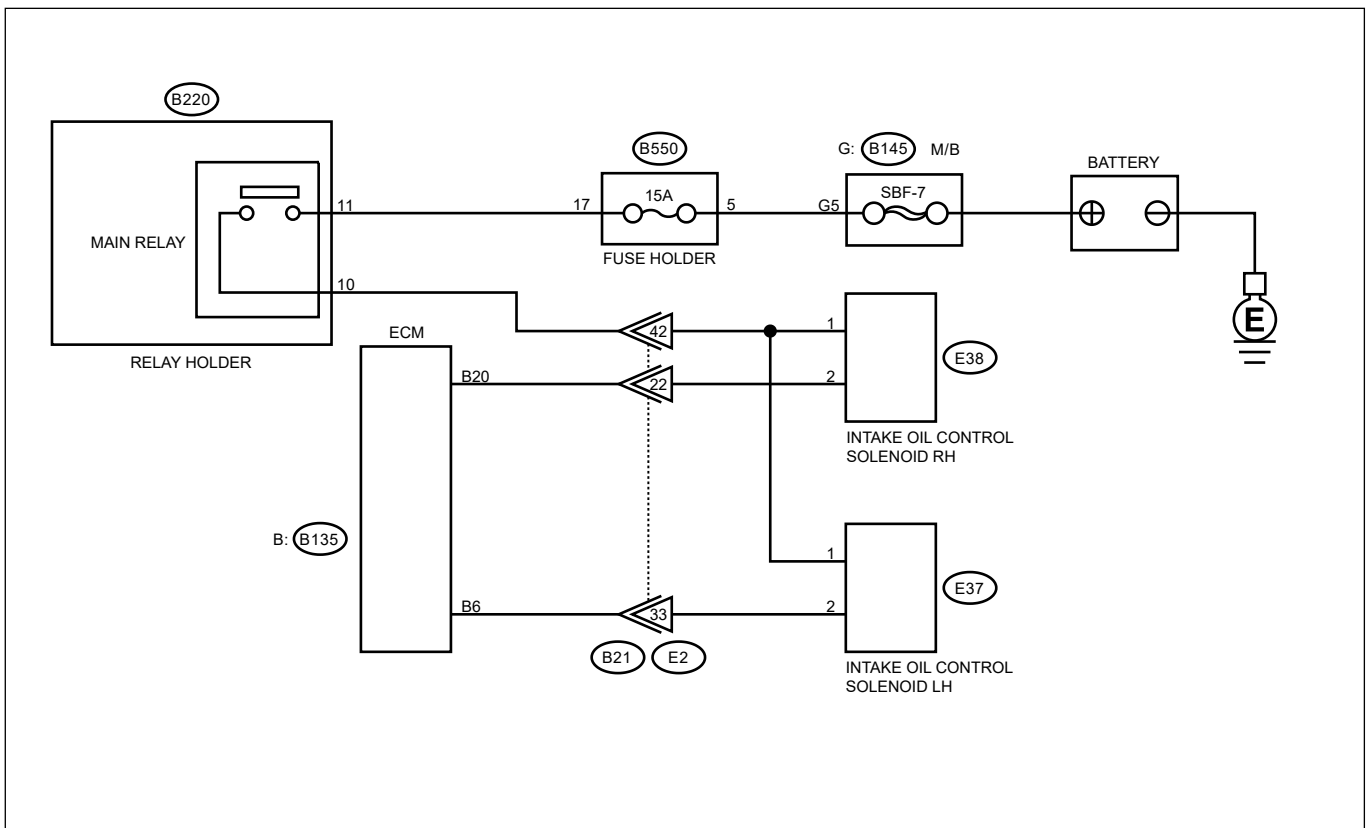 B220
B550
G: B145 M/B
BATTERY
15A
SBF-7
11
17
5
G5
MAIN RELAY
FUSE HOLDER
10
E
RELAY HOLDER
ECM
42
1
E38
B20
22
2
INTAKE OIL CONTROL
SOLENOID RH
B: B135
1
E37
B6
33
2
B21 E2
INTAKE OIL CONTROL
SOLENOID LH